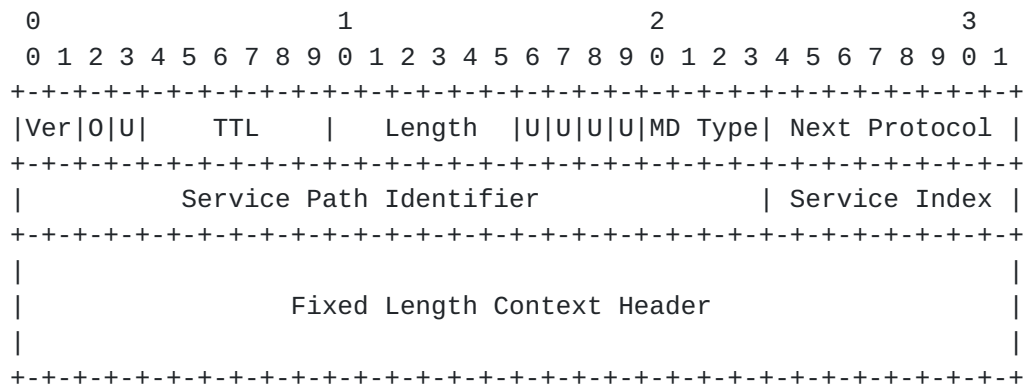 0                   1                   2                   3
 0 1 2 3 4 5 6 7 8 9 0 1 2 3 4 5 6 7 8 9 0 1 2 3 4 5 6 7 8 9 0 1
+-+-+-+-+-+-+-+-+-+-+-+-+-+-+-+-+-+-+-+-+-+-+-+-+-+-+-+-+-+-+-+-+
|Ver|O|U|    TTL    |   Length  |U|U|U|U|MD Type| Next Protocol |
+-+-+-+-+-+-+-+-+-+-+-+-+-+-+-+-+-+-+-+-+-+-+-+-+-+-+-+-+-+-+-+-+
|          Service Path Identifier              | Service Index |
+-+-+-+-+-+-+-+-+-+-+-+-+-+-+-+-+-+-+-+-+-+-+-+-+-+-+-+-+-+-+-+-+
|                                                               |
|                 Fixed Length Context Header                   |
|                                                               |
+-+-+-+-+-+-+-+-+-+-+-+-+-+-+-+-+-+-+-+-+-+-+-+-+-+-+-+-+-+-+-+-+